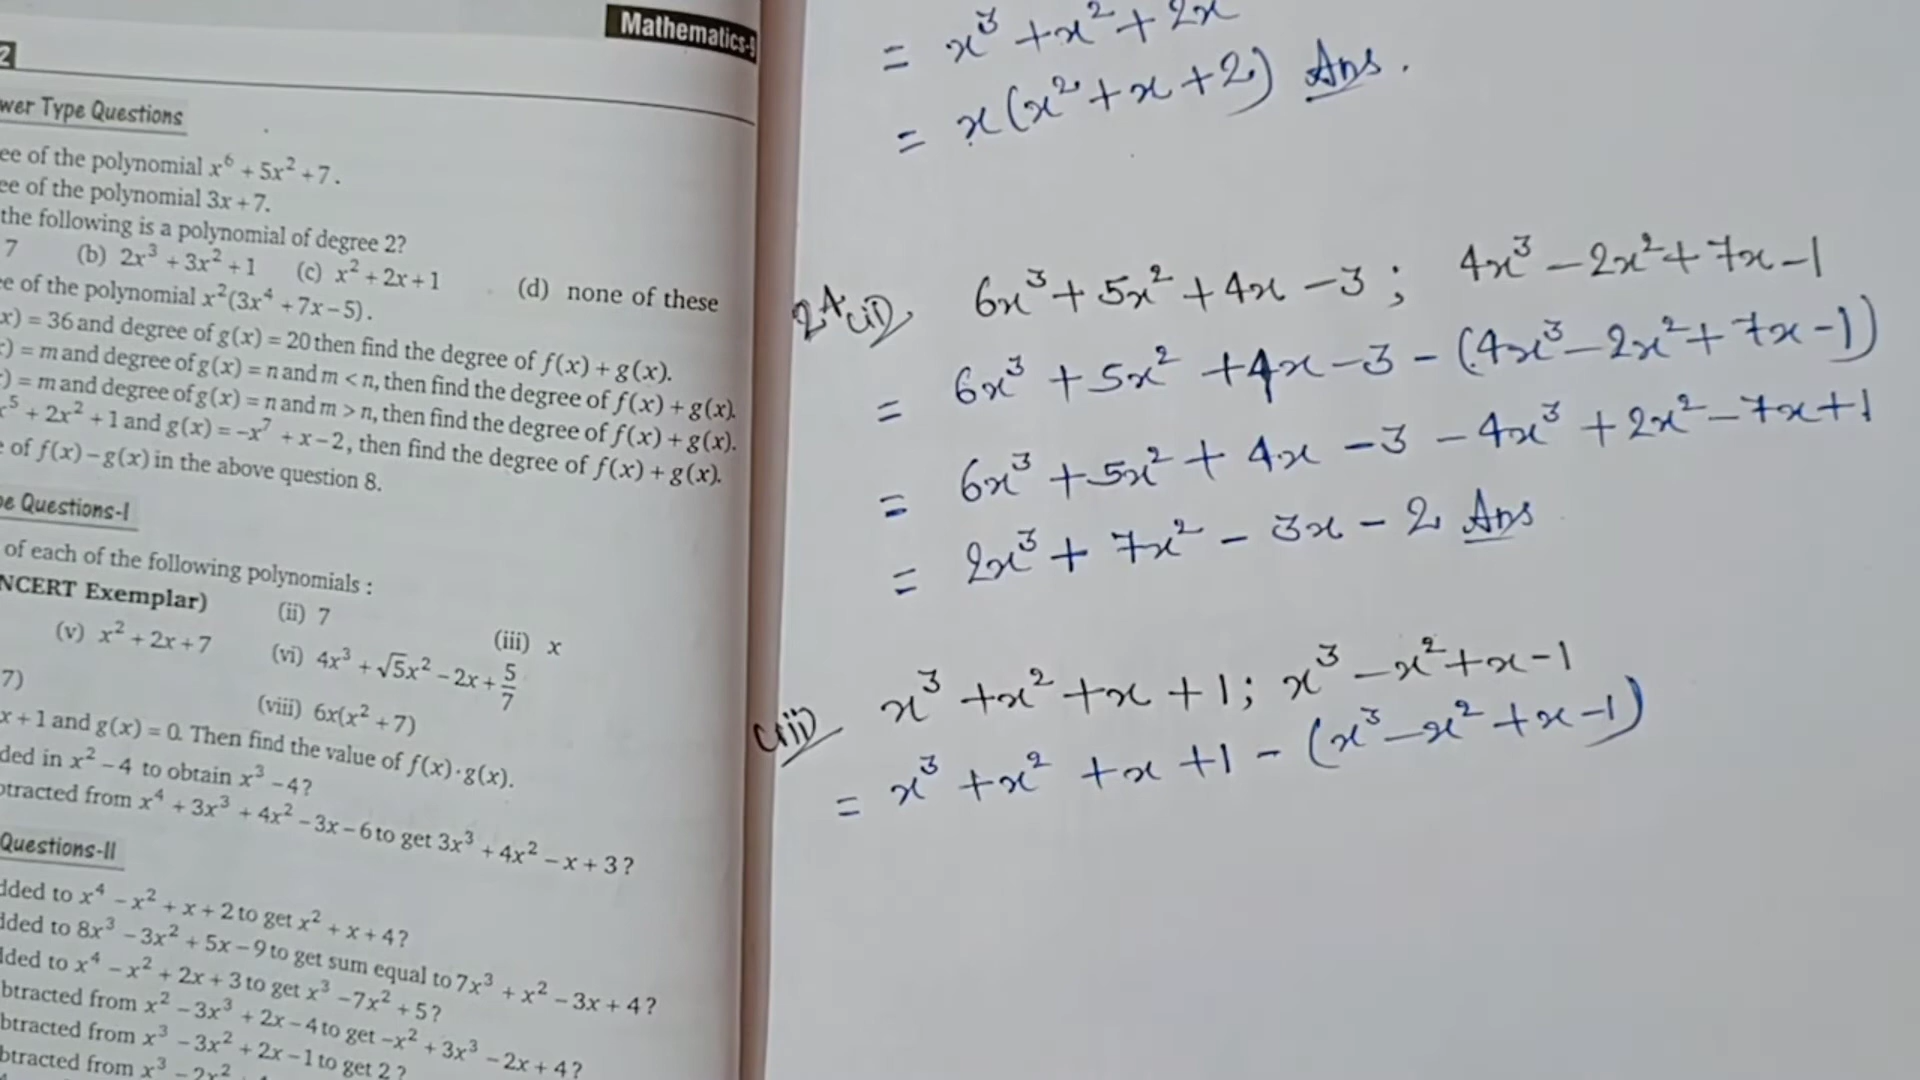 Mathematics-9
2
wer Type Questions
ee of the polynomial x⁶ + 5x² + 7.
ee of the polynomial 3x + 7.
the following is a polynomial of degree 2?
7 (b) 2x³ + 3x² + 1 (c) x² + 2x + 1 (d) none of these
e of the polynomial x²(3x⁴ + 7x – 5).
x) = 36 and degree of g(x) = 20 then find the degree of f(x) + g(x).
) = m and degree of g(x) = n and m < n, then find the degree of f(x) + g(x).
) = m and degree of g(x) = n and m > n, then find the degree of f(x) + g(x).
x⁵ + 2x² + 1 and g(x) = –x⁷ + x – 2, then find the degree of f(x) + g(x).
of f(x) – g(x) in the above question 8.
pe Questions-I
of each of the following polynomials :
NCERT Exemplar) (ii) 7 (iii) x
(v) x² + 2x + 7 (vi) 4x³ + √5x² – 2x + 5/7
7) (viii) 6x(x² + 7)
x + 1 and g(x) = 0. Then find the value of f(x)·g(x).
ded in x² – 4 to obtain x³ – 4?
btracted from x⁴ + 3x³ + 4x² – 3x – 6 to get 3x³ + 4x² – x + 3?
Questions-II
dded to x⁴ – x² + x + 2 to get x² + x + 4?
dded to 8x³ – 3x² + 5x – 9 to get sum equal to 7x³ + x² – 3x + 4?
dded to x⁴ – x² + 2x + 3 to get x³ – 7x² + 5?
btracted from x² – 3x³ + 2x – 4 to get –x² + 3x³ – 2x + 4?
btracted from x³ – 3x² + 2x – 1 to get 2?
btracted from x³ – 2x²
= x³ + x² + 2x
= x(x² + x + 2) Ans.
2A (ii) 6x³ + 5x² + 4x – 3 ; 4x³ – 2x² + 7x – 1
= 6x³ + 5x² + 4x – 3 – (4x³ – 2x² + 7x – 1)
= 6x³ + 5x² + 4x – 3 – 4x³ + 2x² – 7x + 1
= 2x³ + 7x² – 3x – 2 Ans
(iii) x³ + x² + x + 1; x³ – x² + x – 1
= x³ + x² + x + 1 – (x³ – x² + x – 1)